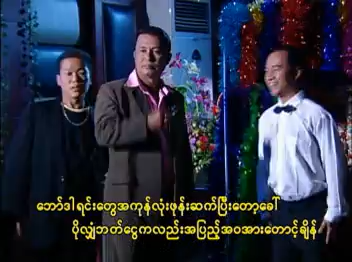 ဘော်ဒါရင်းတွေအကုန်လုံးဖုန်းဆက်ပြီးတော့ခေါ်
ပိုလျှံဘတ်ငွေကလည်းအပြည့်အဝအားတောင့်ချိန်